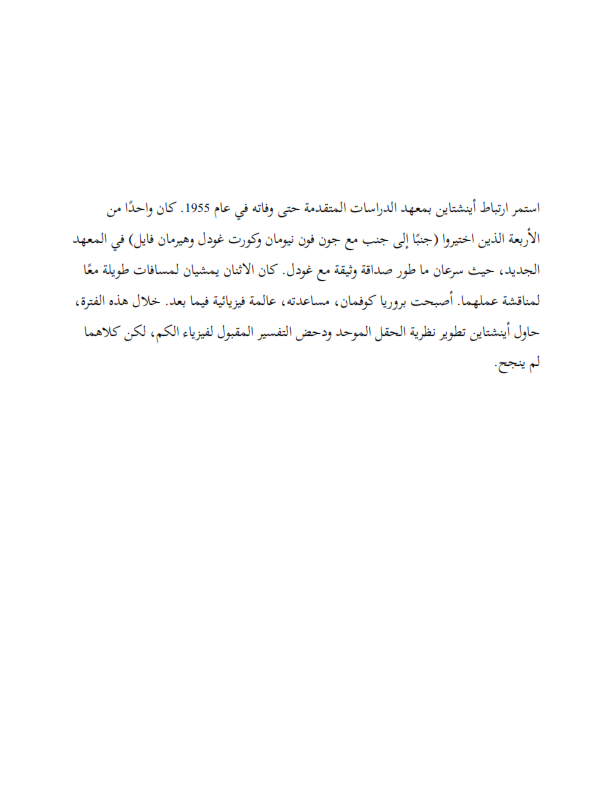 استمر ارتباط أينشتاين بمعهد الدراسات المتقدمة حتى وفاته في عام 1955. كان واحدًا من
الأربعة الذين اختيروا (جنبًا إلى جنب مع جون فون نيومان وكورت غودل وهيرمان فايل) في المعهد
الجديد، حيث سرعان ما طور صداقة وثيقة مع غودل. كان الاثنان يمشيان لمسافات طويلة معًا
لمناقشة عملهما. أصبحت بروريا كوفمان، مساعدته، عالمة فيزيائية فيما بعد. خلال هذه الفترة،
حاول أينشتاين تطوير نظرية الحقل الموحد ودحض التفسير المقبول لفيزياء الكم، لكن كلاهما
لم ينجح.